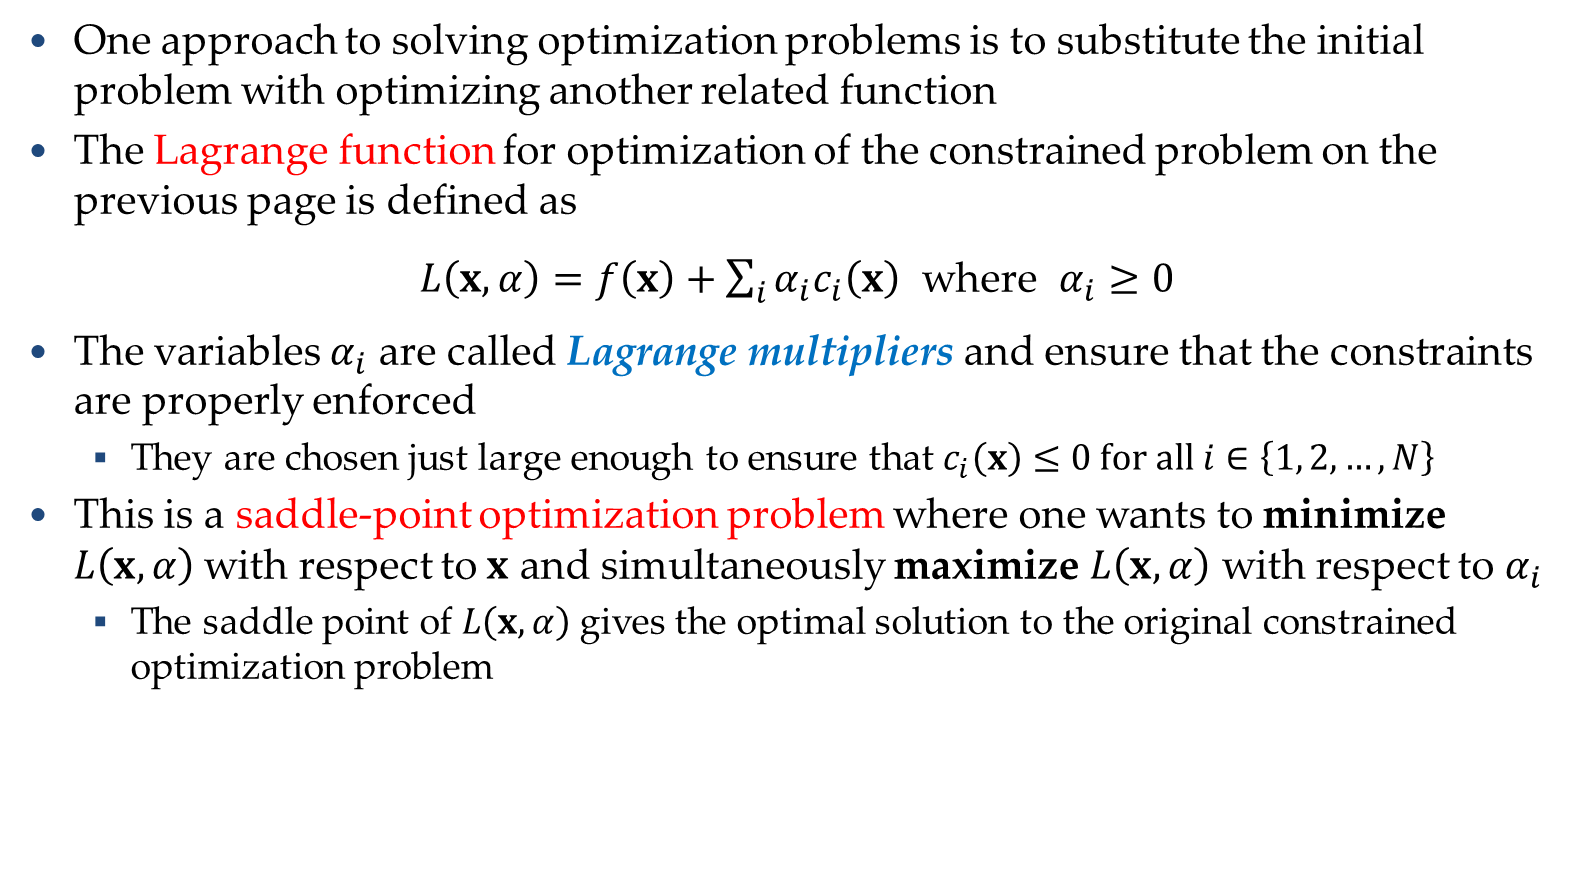 • One approach to solving optimization problems is to substitute the initial
problem with optimizing another related function
• The Lagrange function for optimization of the constrained problem on the
previous page is defined as
L(𝐱, α) = f(𝐱) + ∑ᵢ αᵢcᵢ(𝐱) where αᵢ ≥ 0
• The variables αᵢ are called Lagrange multipliers and ensure that the constraints
are properly enforced
▪ They are chosen just large enough to ensure that cᵢ(𝐱) ≤ 0 for all i ∈ {1, 2, … , N}
• This is a saddle-point optimization problem where one wants to minimize
L(𝐱, α) with respect to 𝐱 and simultaneously maximize L(𝐱, α) with respect to αᵢ
▪ The saddle point of L(𝐱, α) gives the optimal solution to the original constrained
optimization problem